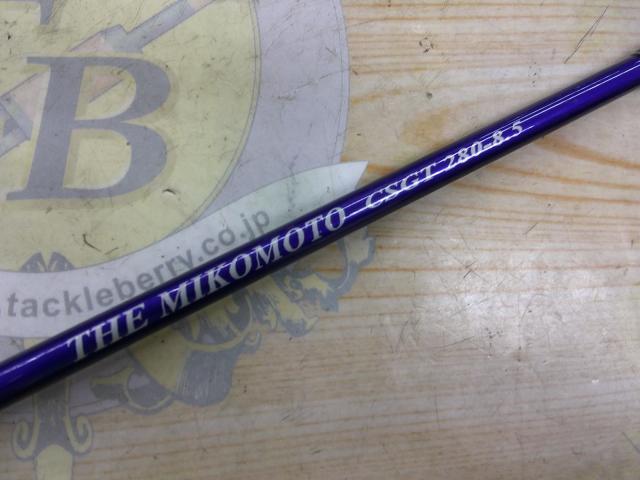 B
tackleberry.co.jp
THE MIKOMOTO CSGT 280-8.5